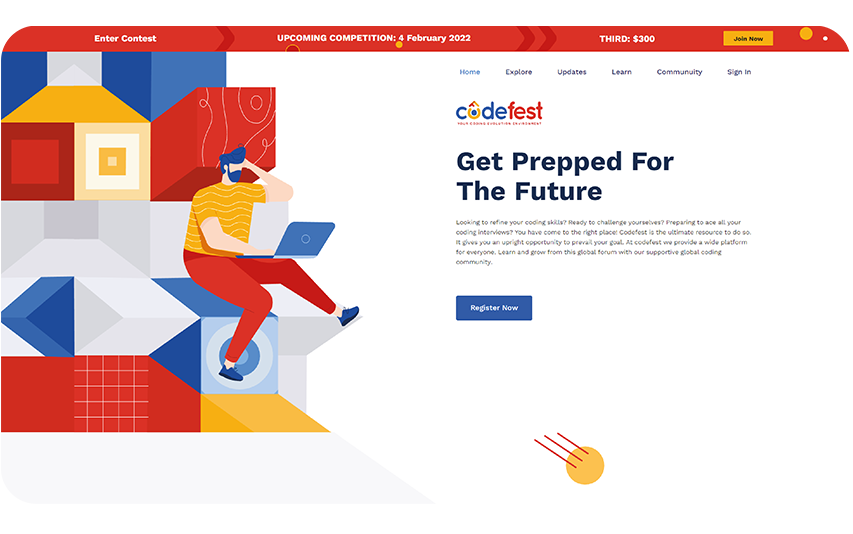 Enter Contest
UPCOMING COMPETITION: 4 February 2022
THIRD: $300
Join Now
Home
Explore
Updates
Learn
Communuity
Sign In
codefest
YOUR CODING EVOLUTION ENVIRONMENT
Get Prepped For
The Future
Looking to refine your coding skills? Ready to challenge yourselves? Preparing to ace all your
coding interviews? You have come to the right place! Codefest is the ultimate resource to do so.
It gives you an upright opportunity to prevail your goal. At codefest we provide a wide platform
for everyone. Learn and grow from this global forum with our supportive global coding
community.
Register Now